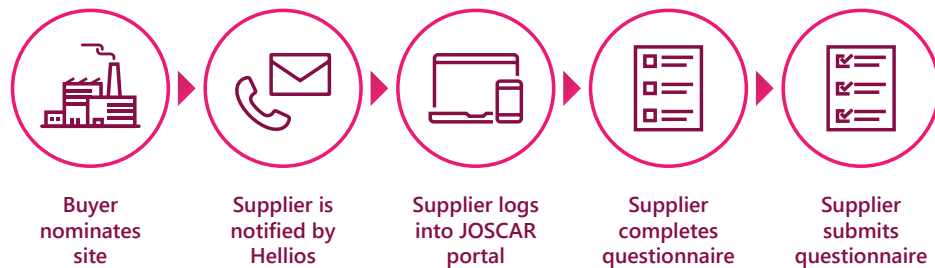 Buyer
nominates
site
Supplier is
notified by
Hellios
Supplier logs
into JOSCAR
portal
Supplier
completes
questionnaire
Supplier
submits
questionnaire